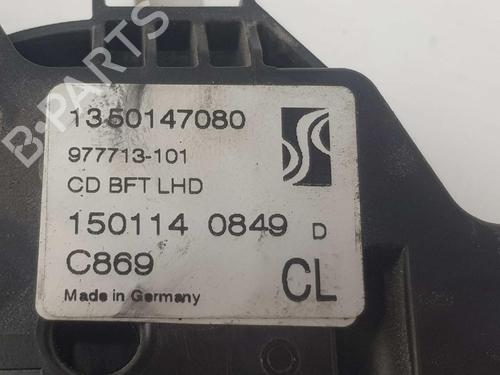 1350147080
977713-101
CD BFT LHD
150114 0849 D
C869
CL
Made in Germany
B-PARTS